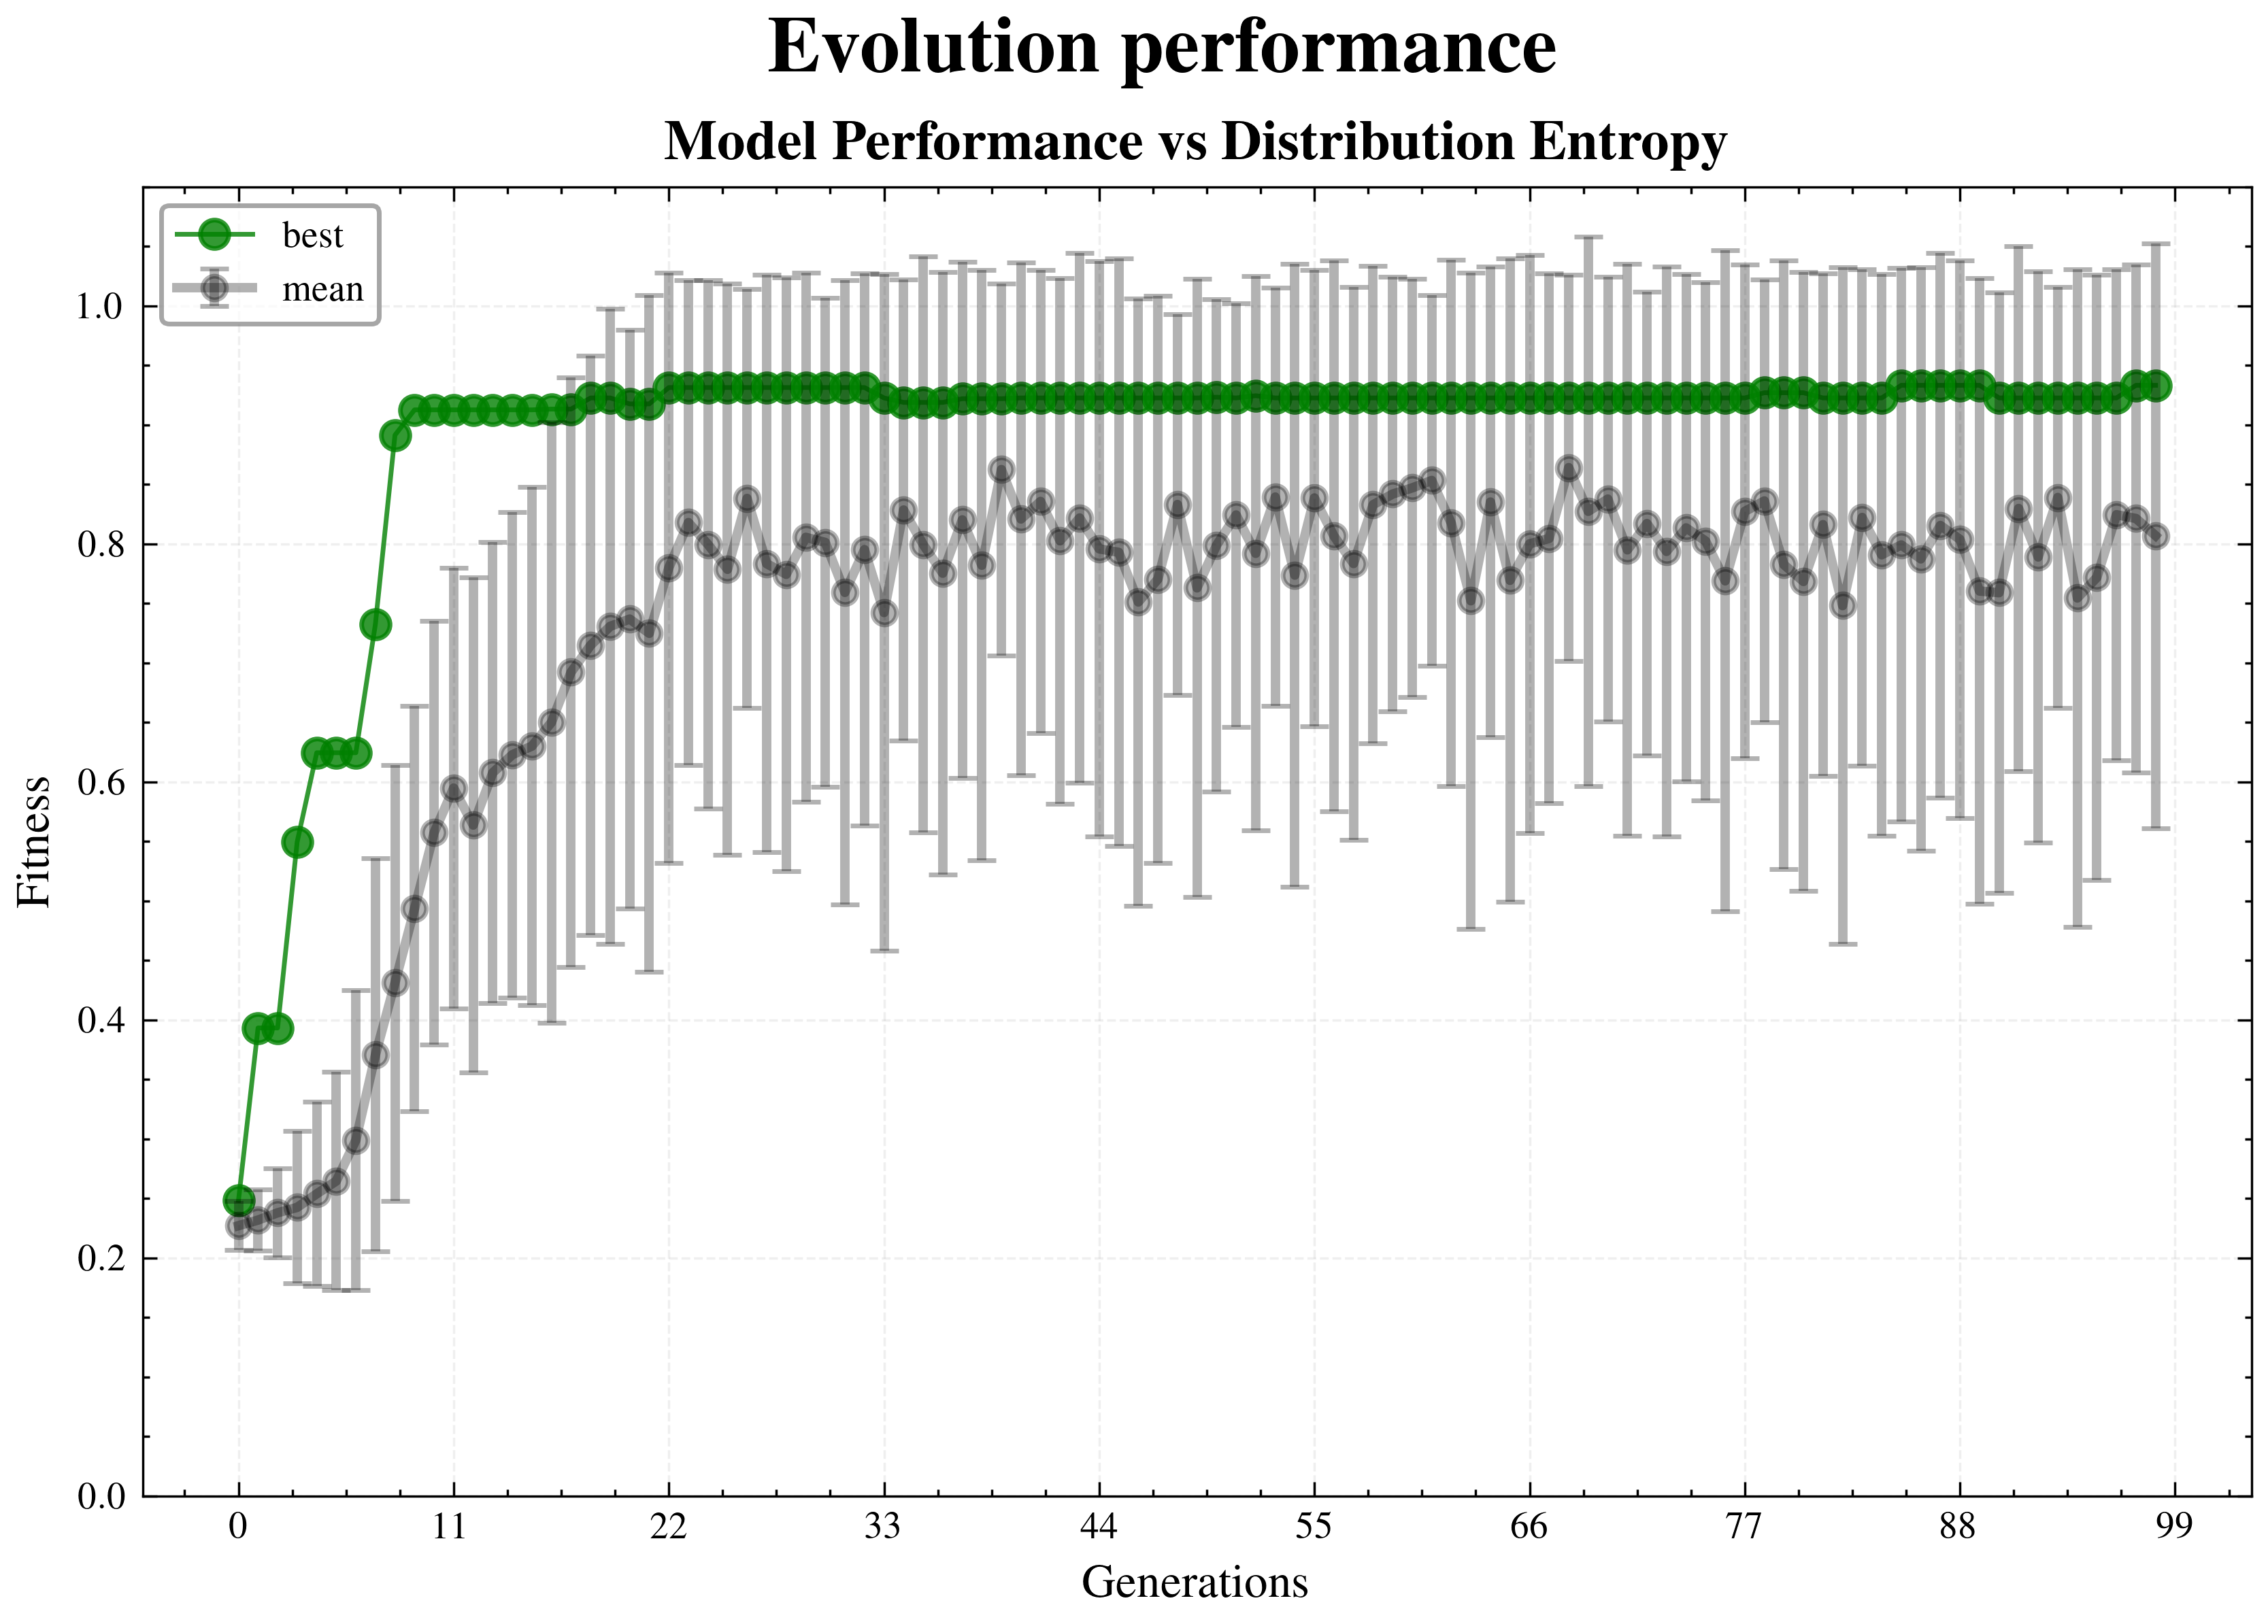 Evolution performance
Model Performance vs Distribution Entropy
best
mean
1.0
0.8
0.6
0.4
0.2
0.0
Fitness
0 11 22 33 44 55 66 77 88 99
Generations